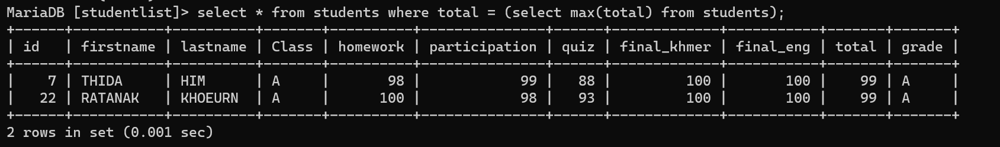 MariaDB [studentlist]> select * from students where total = (select max(total) from students);
+------+-----------+----------+-------+----------+---------------+------+-------------+-----------+-------+-------+
| id   | firstname | lastname | Class | homework | participation | quiz | final_khmer | final_eng | total | grade |
+------+-----------+----------+-------+----------+---------------+------+-------------+-----------+-------+-------+
|    7 | THIDA     | HIM      | A     |       98 |            99 |   88 |         100 |       100 |    99 | A     |
|   22 | RATANAK   | KHOEURN  | A     |      100 |            98 |   93 |         100 |       100 |    99 | A     |
+------+-----------+----------+-------+----------+---------------+------+-------------+-----------+-------+-------+
2 rows in set (0.001 sec)